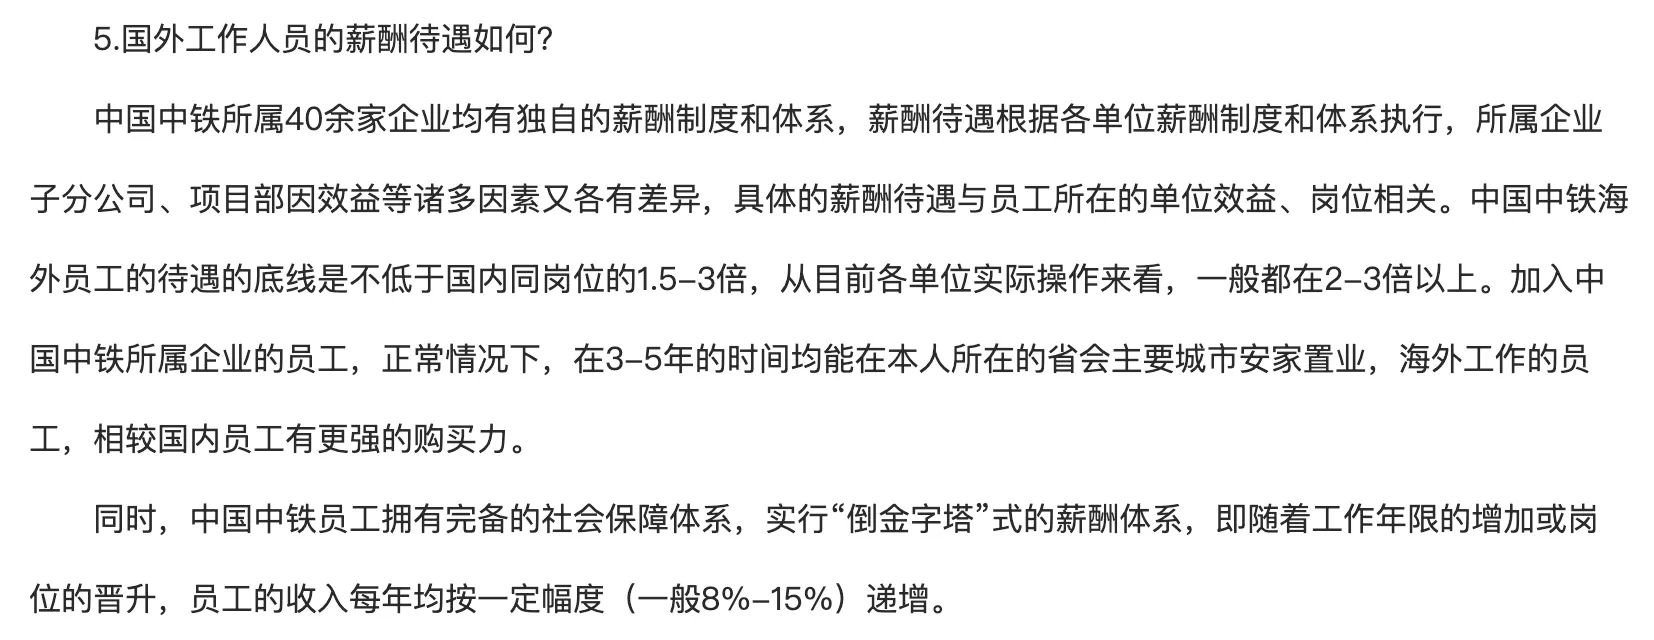 5.国外工作人员的薪酬待遇如何?
中国中铁所属40余家企业均有独自的薪酬制度和体系，薪酬待遇根据各单位薪酬制度和体系执行，所属企业
子分公司、项目部因效益等诸多因素又各有差异，具体的薪酬待遇与员工所在的单位效益、岗位相关。中国中铁海
外员工的待遇的底线是不低于国内同岗位的1.5-3倍，从目前各单位实际操作来看，一般都在2-3倍以上。加入中
国中铁所属企业的员工，正常情况下，在3-5年的时间均能在本人所在的省会主要城市安家置业，海外工作的员
工，相较国内员工有更强的购买力。
同时，中国中铁员工拥有完备的社会保障体系，实行“倒金字塔”式的薪酬体系，即随着工作年限的增加或岗
位的晋升，员工的收入每年均按一定幅度（一般8%-15%）递增。